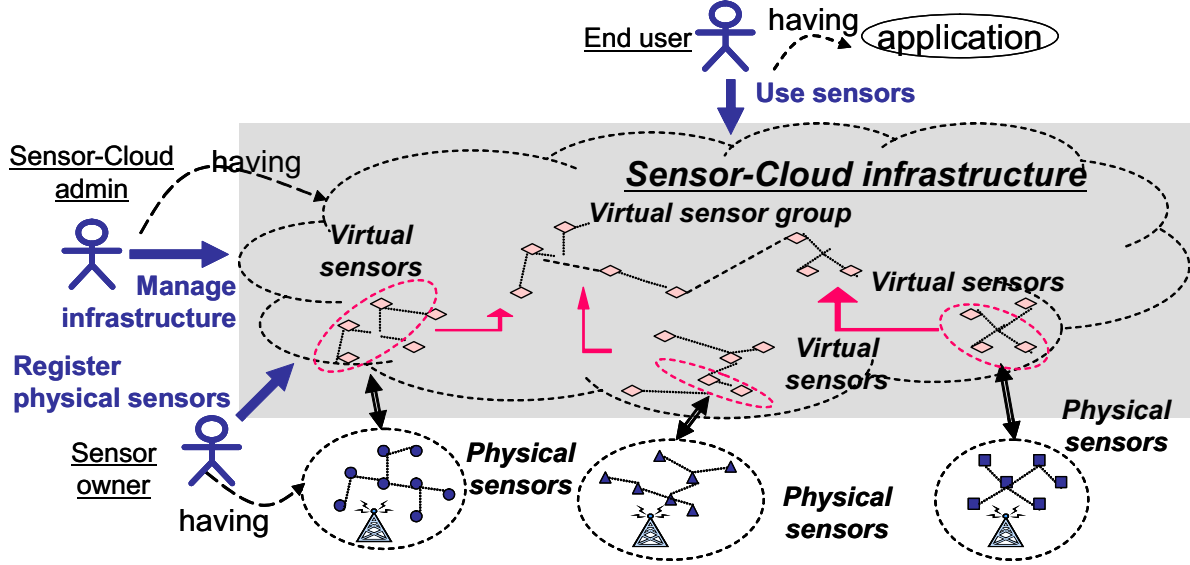 having
End user
application
Use sensors
Sensor-Cloud
admin
having
Sensor-Cloud infrastructure
Virtual sensor group
Virtual
sensors
Manage
infrastructure
Virtual sensors
Virtual
sensors
Register
physical sensors
Physical
sensors
Sensor
owner
Physical
sensors
Physical
sensors
having